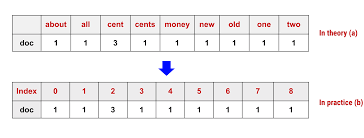 about all cent cents money new old one two
doc 1 1 3 1 1 1 1 1 1
In theory (a)
Index 0 1 2 3 4 5 6 7 8
doc 1 1 3 1 1 1 1 1 1
In practice (b)